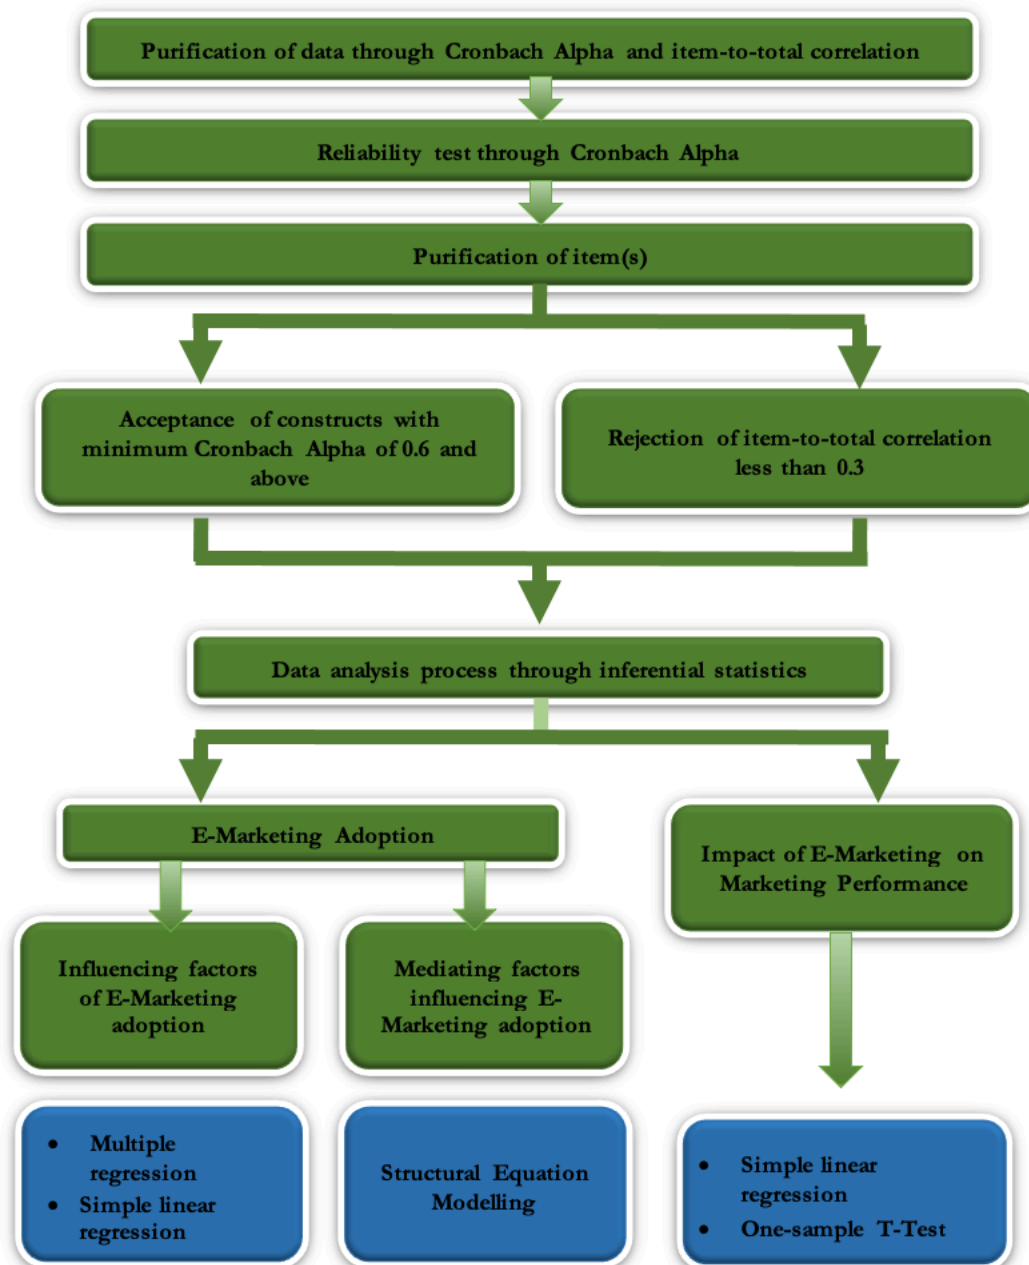 Purification of data through Cronbach Alpha and item-to-total correlation
Reliability test through Cronbach Alpha
Purification of item(s)
Acceptance of constructs with
minimum Cronbach Alpha of 0.6 and
above
Rejection of item-to-total correlation
less than 0.3
Data analysis process through inferential statistics
E-Marketing Adoption
Impact of E-Marketing on
Marketing Performance
Influencing factors
of E-Marketing
adoption
Mediating factors
influencing E-
Marketing adoption
• Multiple
regression
• Simple linear
regression
Structural Equation
Modelling
• Simple linear
regression
• One-sample T-Test